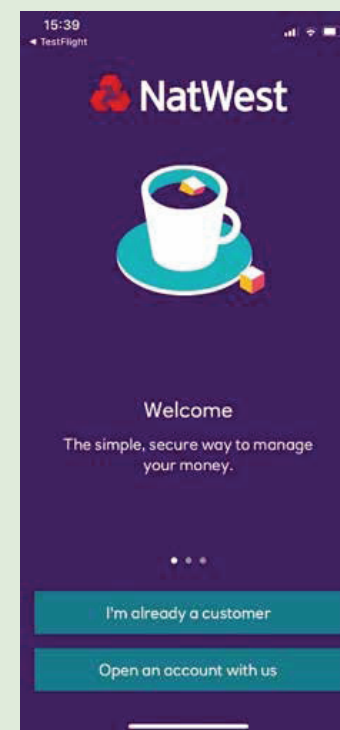 15:39
◀ TestFlight
NatWest
Welcome
The simple, secure way to manage
your money.
I'm already a customer
Open an account with us